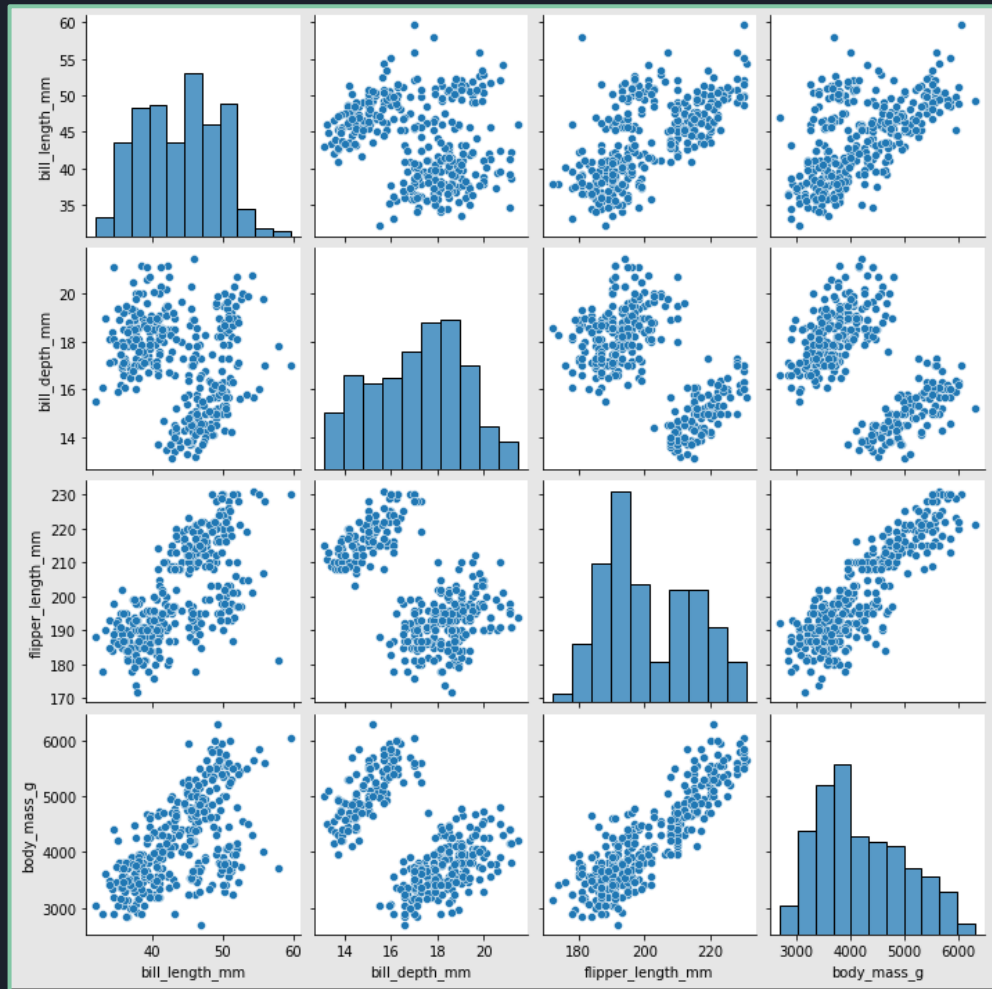 bill_length_mm
60
55
50
45
40
35
bill_depth_mm
20
18
16
14
flipper_length_mm
230
220
210
200
190
180
170
body_mass_g
6000
5000
4000
3000
40 50 60
14 16 18 20
180 200 220
3000 4000 5000 6000
bill_length_mm
bill_depth_mm
flipper_length_mm
body_mass_g